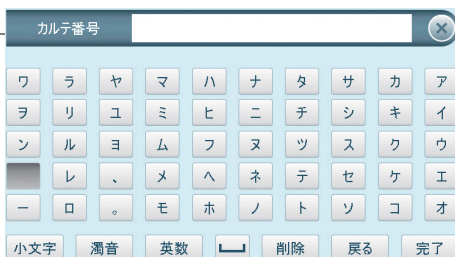 カルテ番号
ワ ラ ヤ マ ハ ナ タ サ カ ア
ヲ リ ユ ミ ヒ ニ チ シ キ イ
ン ル ヨ ム フ ヌ ツ ス ク ウ
レ 、 メ ヘ ネ テ セ ケ エ
ー ロ 。 モ ホ ノ ト ソ コ オ
小文字 濁音 英数 削除 戻る 完了